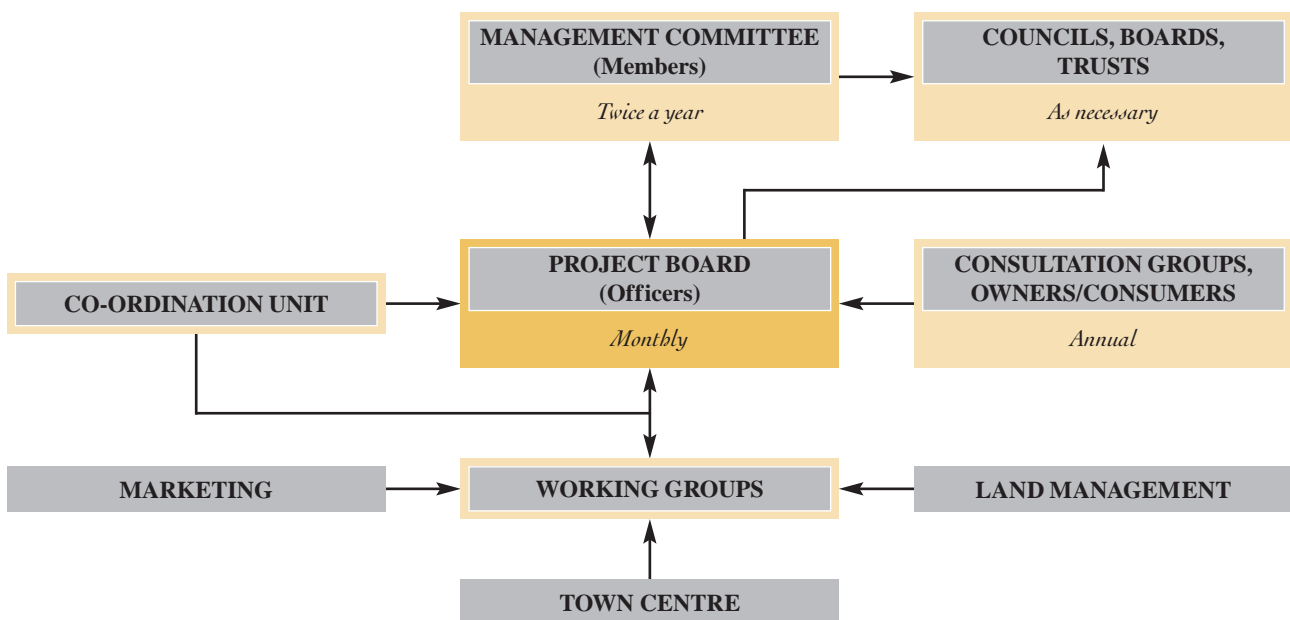 MANAGEMENT COMMITTEE
(Members)
Twice a year
COUNCILS, BOARDS,
TRUSTS
As necessary
CO-ORDINATION UNIT
PROJECT BOARD
(Officers)
Monthly
CONSULTATION GROUPS,
OWNERS/CONSUMERS
Annual
MARKETING
WORKING GROUPS
LAND MANAGEMENT
TOWN CENTRE